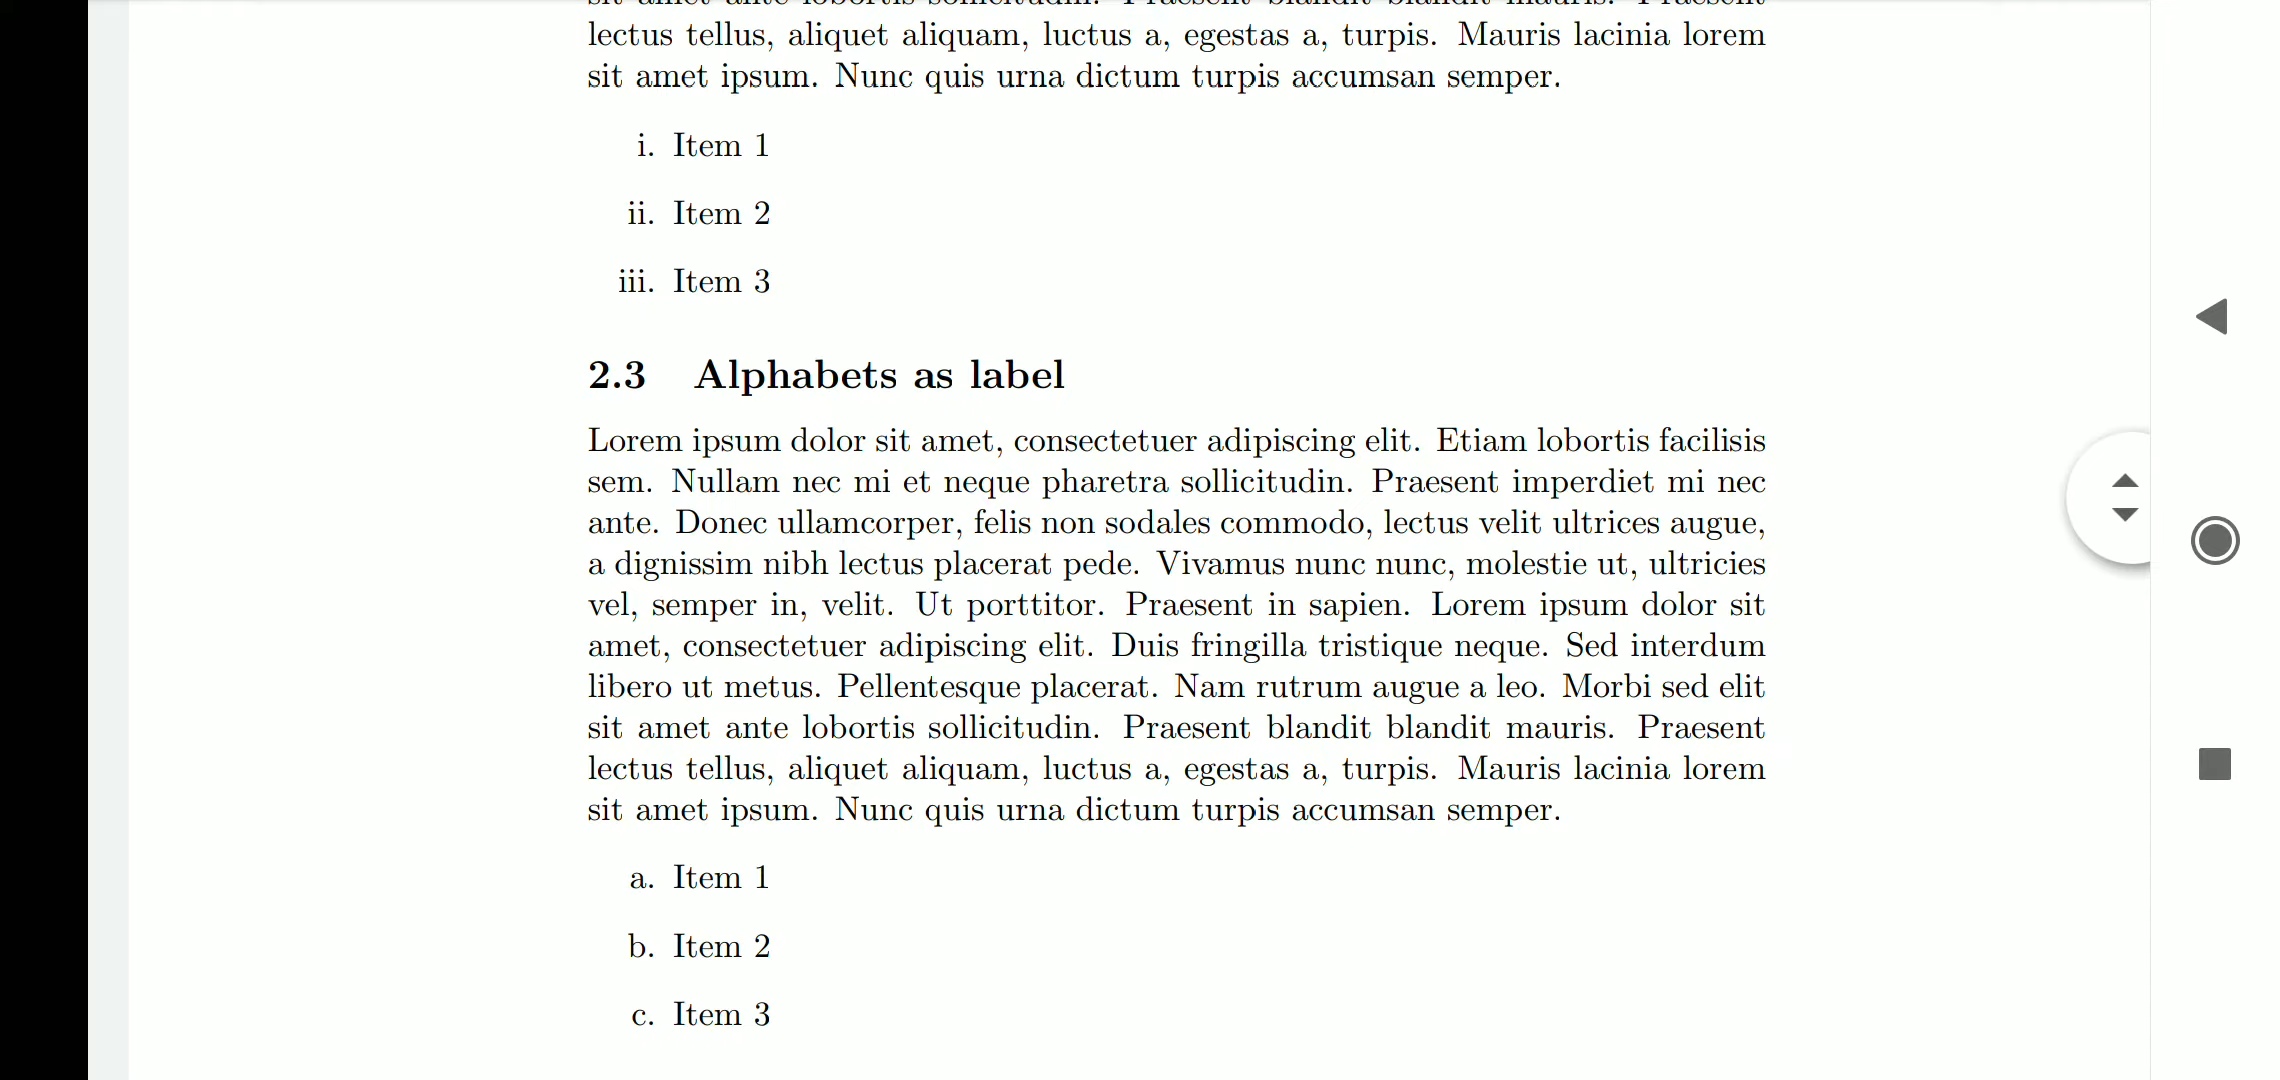 lectus tellus, aliquet aliquam, luctus a, egestas a, turpis. Mauris lacinia lorem
sit amet ipsum. Nunc quis urna dictum turpis accumsan semper.
i. Item 1
ii. Item 2
iii. Item 3
2.3 Alphabets as label
Lorem ipsum dolor sit amet, consectetuer adipiscing elit. Etiam lobortis facilisis
sem. Nullam nec mi et neque pharetra sollicitudin. Praesent imperdiet mi nec
ante. Donec ullamcorper, felis non sodales commodo, lectus velit ultrices augue,
a dignissim nibh lectus placerat pede. Vivamus nunc nunc, molestie ut, ultricies
vel, semper in, velit. Ut porttitor. Praesent in sapien. Lorem ipsum dolor sit
amet, consectetuer adipiscing elit. Duis fringilla tristique neque. Sed interdum
libero ut metus. Pellentesque placerat. Nam rutrum augue a leo. Morbi sed elit
sit amet ante lobortis sollicitudin. Praesent blandit blandit mauris. Praesent
lectus tellus, aliquet aliquam, luctus a, egestas a, turpis. Mauris lacinia lorem
sit amet ipsum. Nunc quis urna dictum turpis accumsan semper.
a. Item 1
b. Item 2
c. Item 3